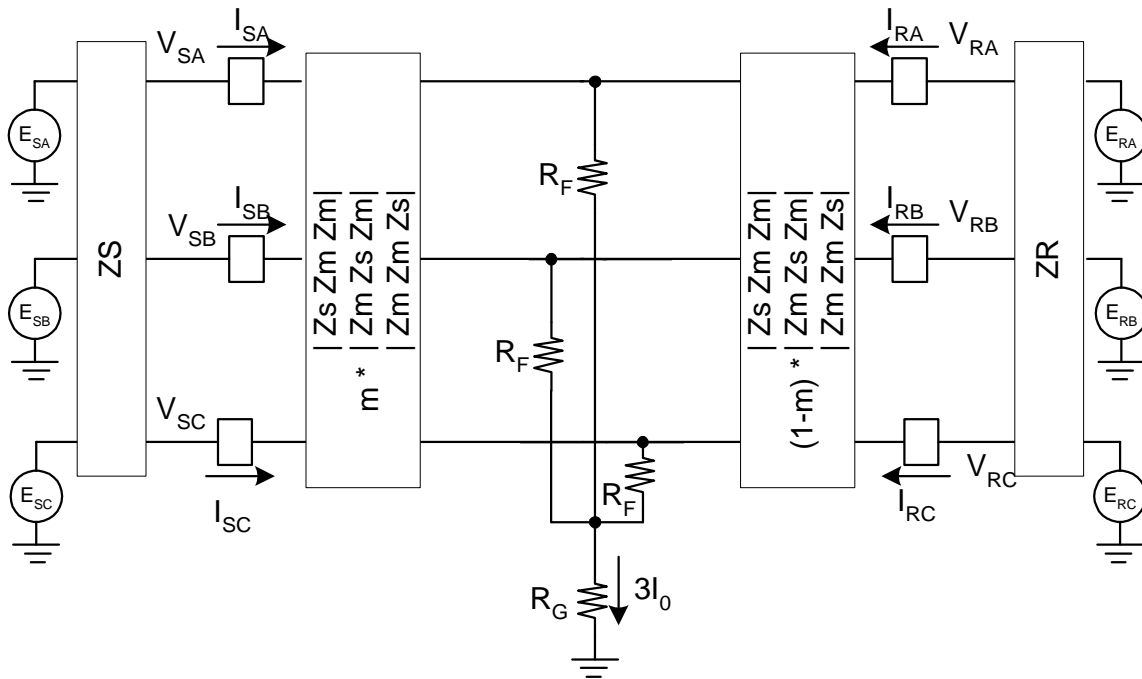 I_SA
V_SA
I_RA
V_RA
E_SA
E_RA
R_F
I_SB
V_SB
I_RB
V_RB
ZS
| Zs Zm Zm|
| Zm Zs Zm|
| Zm Zm Zs|
m *
| Zs Zm Zm|
| Zm Zs Zm|
| Zm Zm Zs|
(1-m) *
ZR
E_SB
E_RB
R_F
V_SC
V_RC
E_SC
I_SC
R_F
I_RC
E_RC
R_G
3I_0